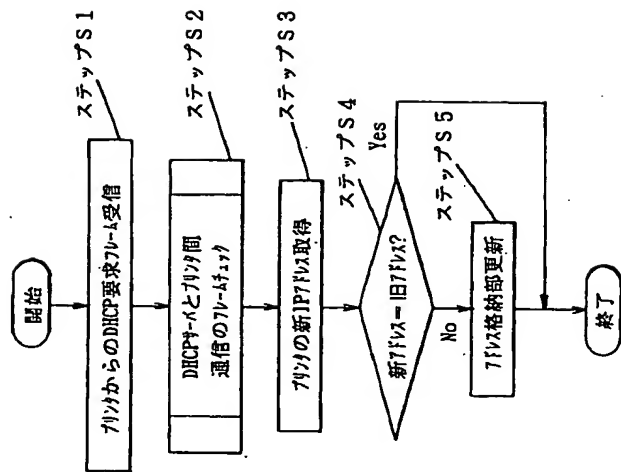 開始
ステップS1
プリンタからのDHCP要求フレーム受信
ステップS2
DHCPサーバとプリンタ間
通信のフレームチェック
ステップS3
プリンタの新IPアドレス取得
ステップS4
新アドレス=旧アドレス?
Yes
No
ステップS5
アドレス格納部更新
終了